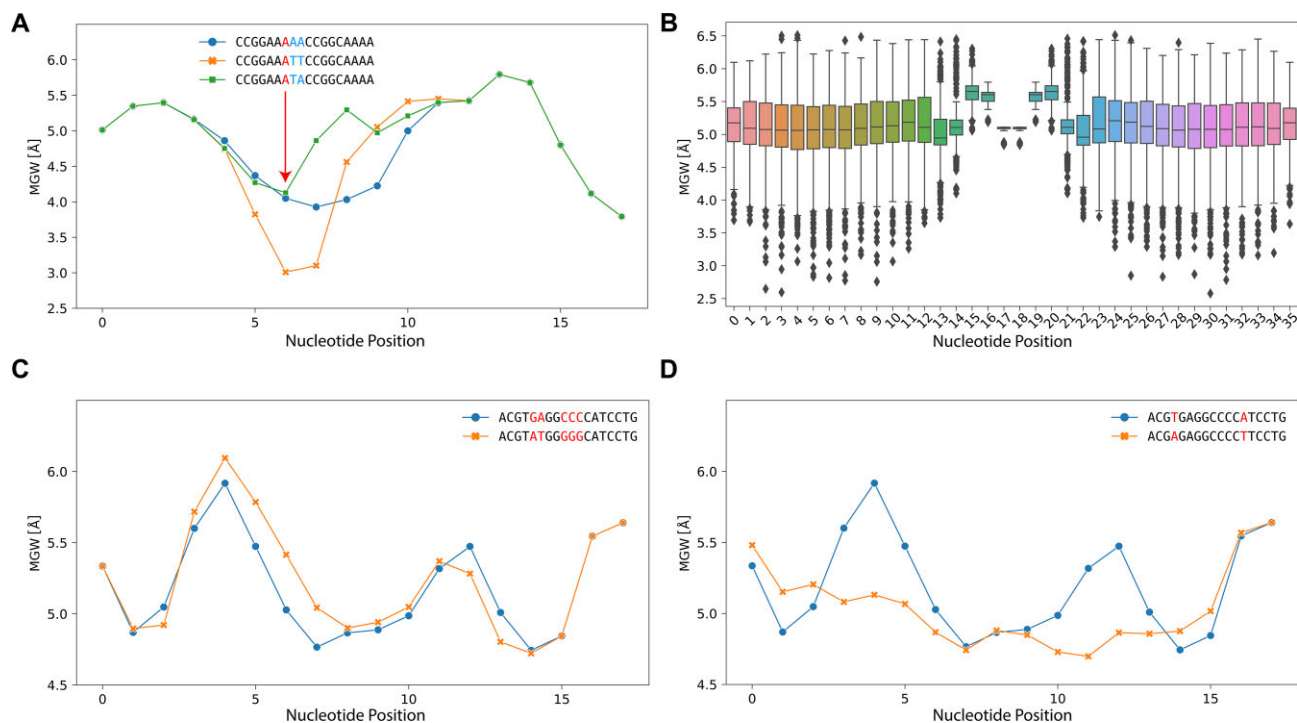 A
CCGGAAAAACCGGCAAAA
CCGGAAATTCCGGCAAAA
CCGGAAATACCGGCAAAA
MGW [Å]
6.0
5.5
5.0
4.5
4.0
3.5
3.0
2.5
0 5 10 15
Nucleotide Position
B
MGW [Å]
6.5
6.0
5.5
5.0
4.5
4.0
3.5
3.0
2.5
0 1 2 3 4 5 6 7 8 9 10 11 12 13 14 15 16 17 18 19 20 21 22 23 24 25 26 27 28 29 30 31 32 33 34 35
Nucleotide Position
C
ACGTGAGGCCCCATCCTG
ACGTATGGGGGCATCCTG
MGW [Å]
6.0
5.5
5.0
4.5
0 5 10 15
Nucleotide Position
D
ACGTGAGGCCCCATCCTG
ACGAGAGGCCCCTTCCTG
MGW [Å]
6.0
5.5
5.0
4.5
0 5 10 15
Nucleotide Position